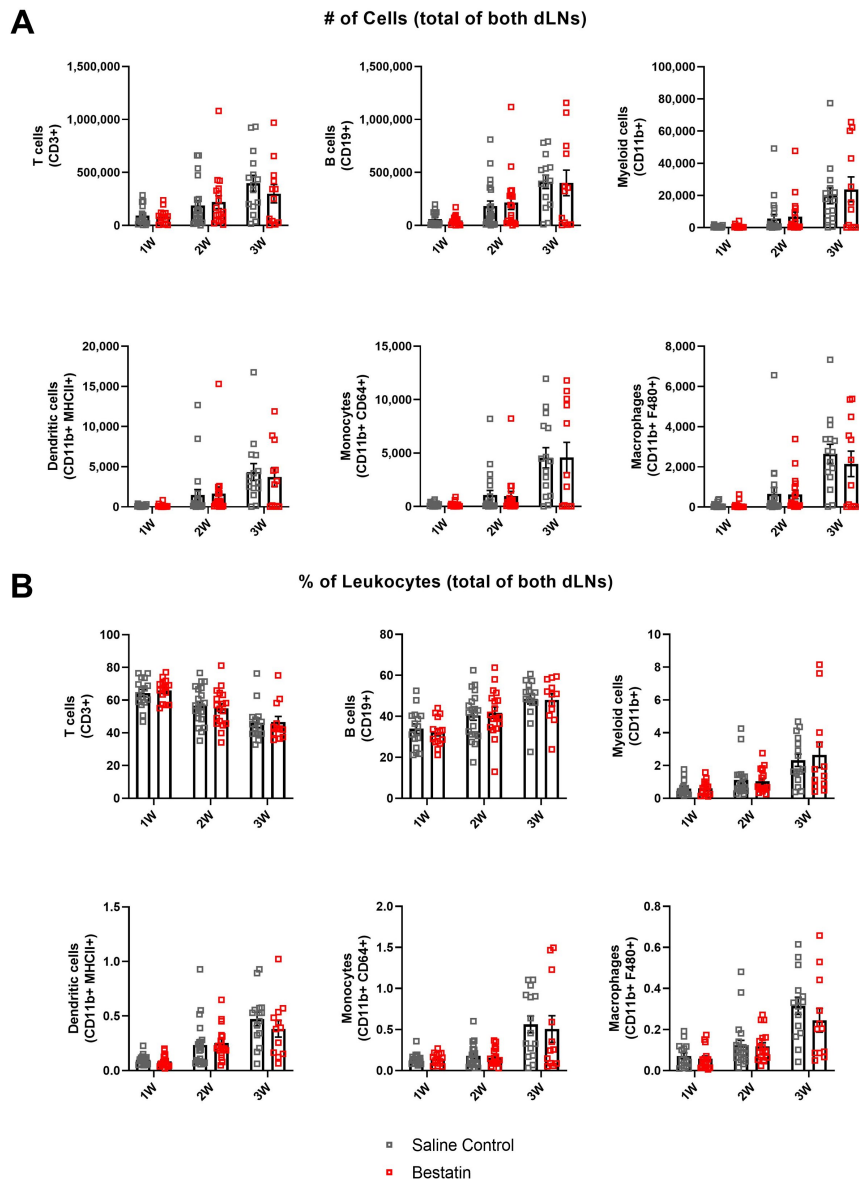 A
# of Cells (total of both dLNs)
T cells
(CD3+)
1,500,000
1,000,000
500,000
0
1W
2W
3W
B cells
(CD19+)
1,500,000
1,000,000
500,000
0
1W
2W
3W
Myeloid cells
(CD11b+)
100,000
80,000
60,000
40,000
20,000
0
1W
2W
3W
Dendritic cells
(CD11b+ MHCII+)
20,000
15,000
10,000
5,000
0
1W
2W
3W
Monocytes
(CD11b+ CD64+)
15,000
10,000
5,000
0
1W
2W
3W
Macrophages
(CD11b+ F480+)
8,000
6,000
4,000
2,000
0
1W
2W
3W
B
% of Leukocytes (total of both dLNs)
T cells
(CD3+)
100
80
60
40
20
0
1W
2W
3W
B cells
(CD19+)
80
60
40
20
0
1W
2W
3W
Myeloid cells
(CD11b+)
10
8
6
4
2
0
1W
2W
3W
Dendritic cells
(CD11b+ MHCII+)
1.5
1.0
0.5
0.0
1W
2W
3W
Monocytes
(CD11b+ CD64+)
2.0
1.5
1.0
0.5
0.0
1W
2W
3W
Macrophages
(CD11b+ F480+)
0.8
0.6
0.4
0.2
0.0
1W
2W
3W
Saline Control
Bestatin